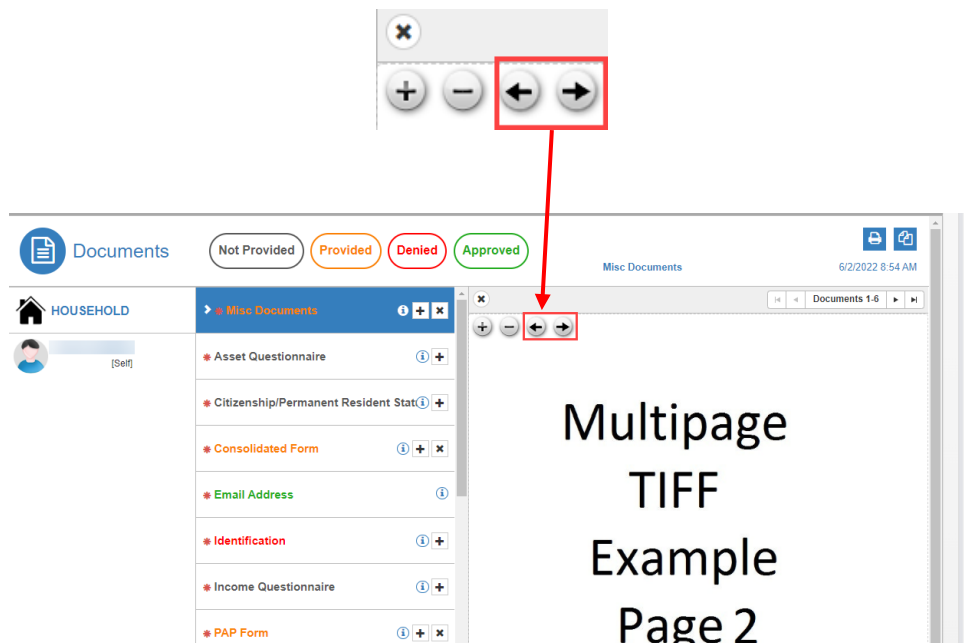 Documents
Not Provided
Provided
Denied
Approved
Misc Documents
6/2/2022 8:54 AM
HOUSEHOLD
[Self]
Misc Documents
Asset Questionnaire
Citizenship/Permanent Resident Stat
Consolidated Form
Email Address
Identification
Income Questionnaire
PAP Form
Documents 1-6
Multipage
TIFF
Example
Page 2